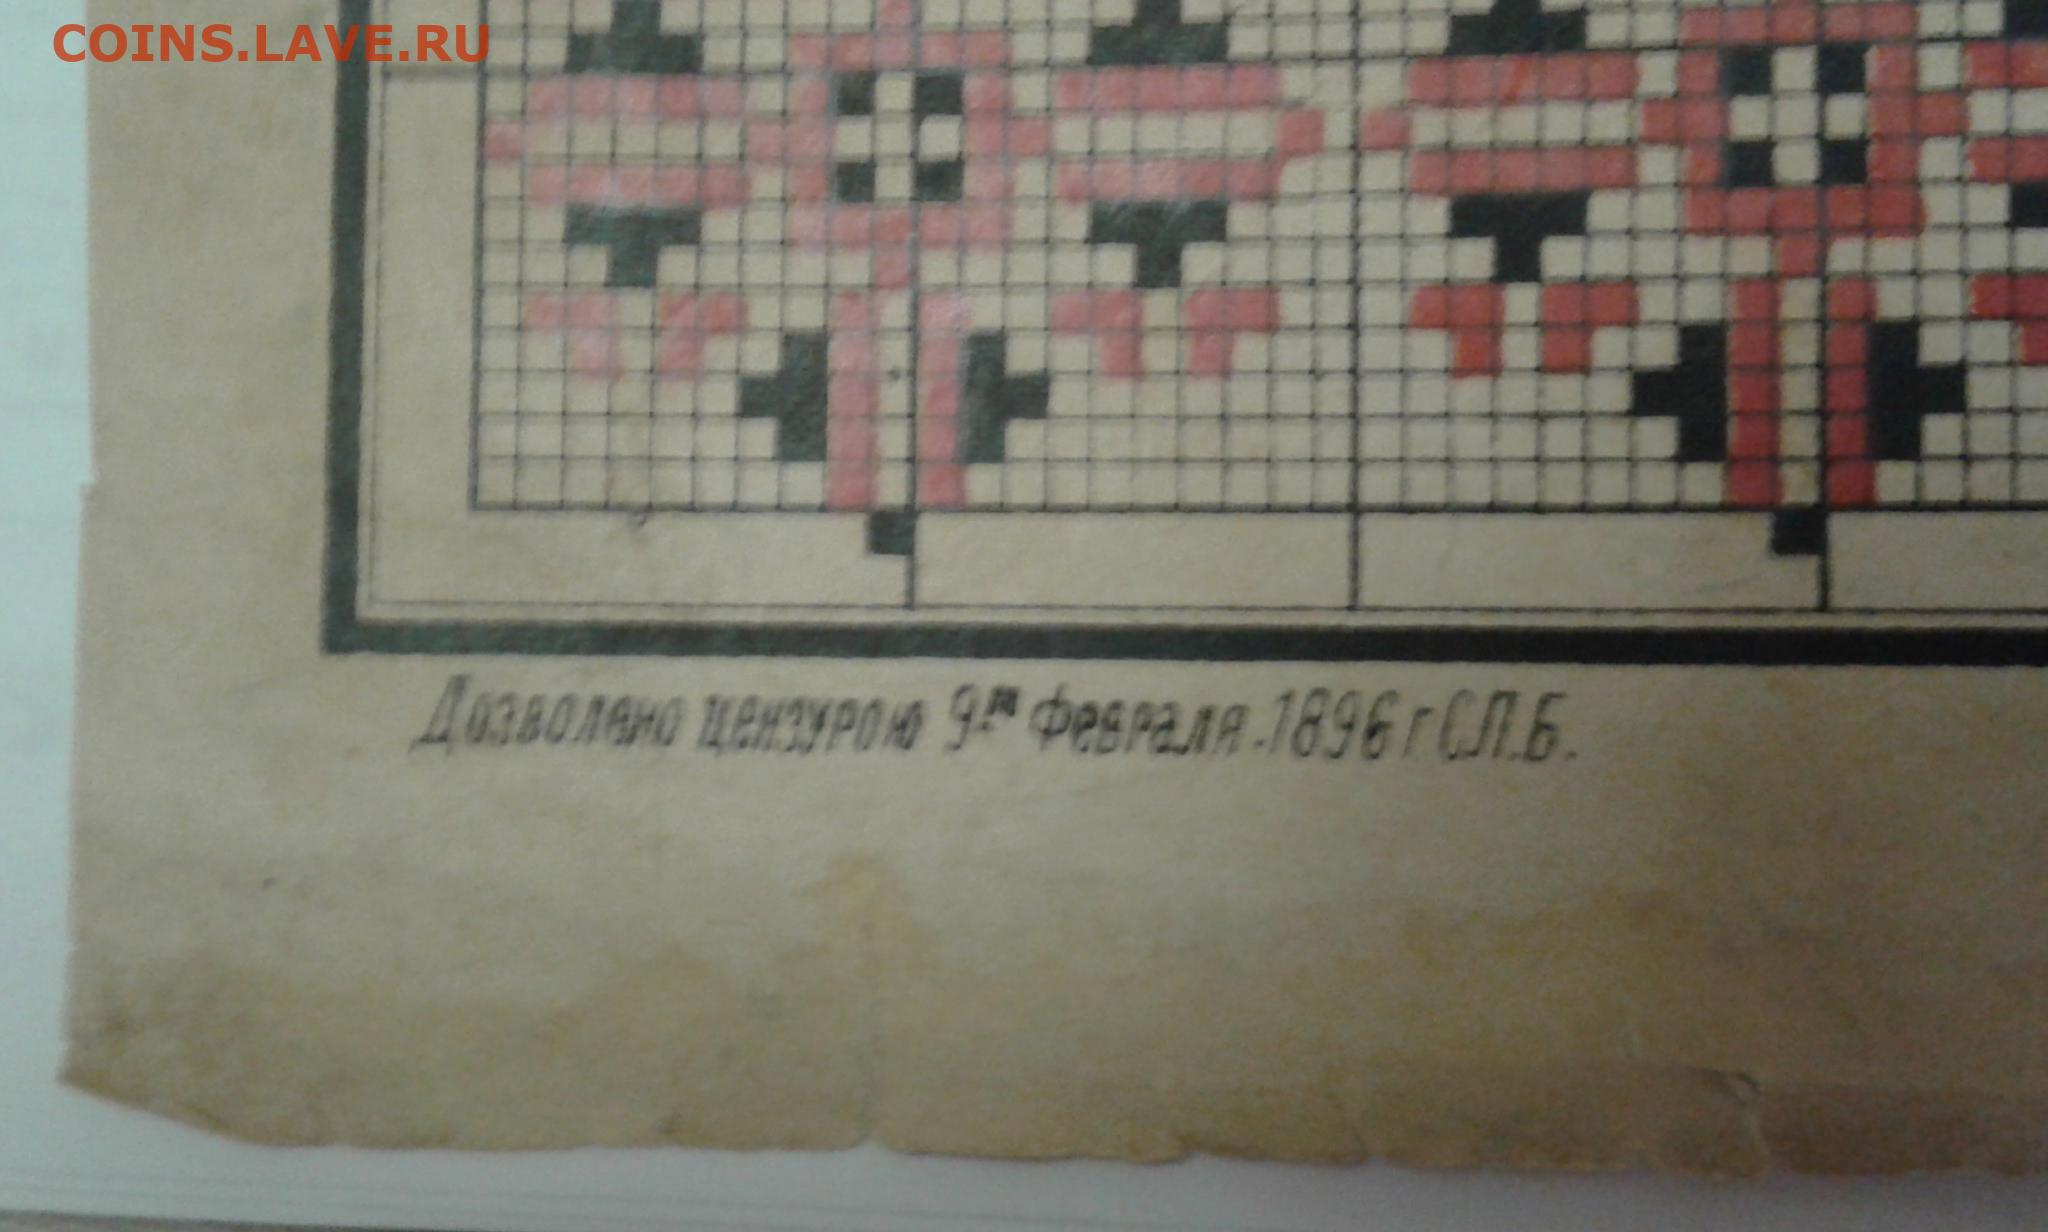 COINS.LAVE.RU
Дозволено цензурою 9го Февраля. 1896 г С.П.Б.